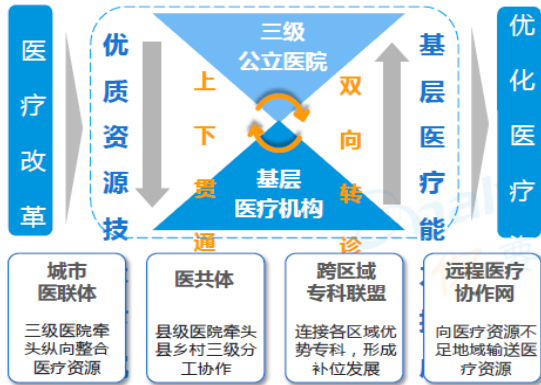 医疗改革
优质资源技
上下贯通
三级
公立医院
基层
医疗机构
双向转诊
基层医疗能
优化医疗
城市
医联体
三级医院牵
头纵向整合
医疗资源
医共体
县级医院牵头
县乡村三级分
工协作
跨区域
专科联盟
连接各区域优
势专科，形成
补位发展
远程医疗
协作网
向医疗资源不
足地域输送医
疗资源